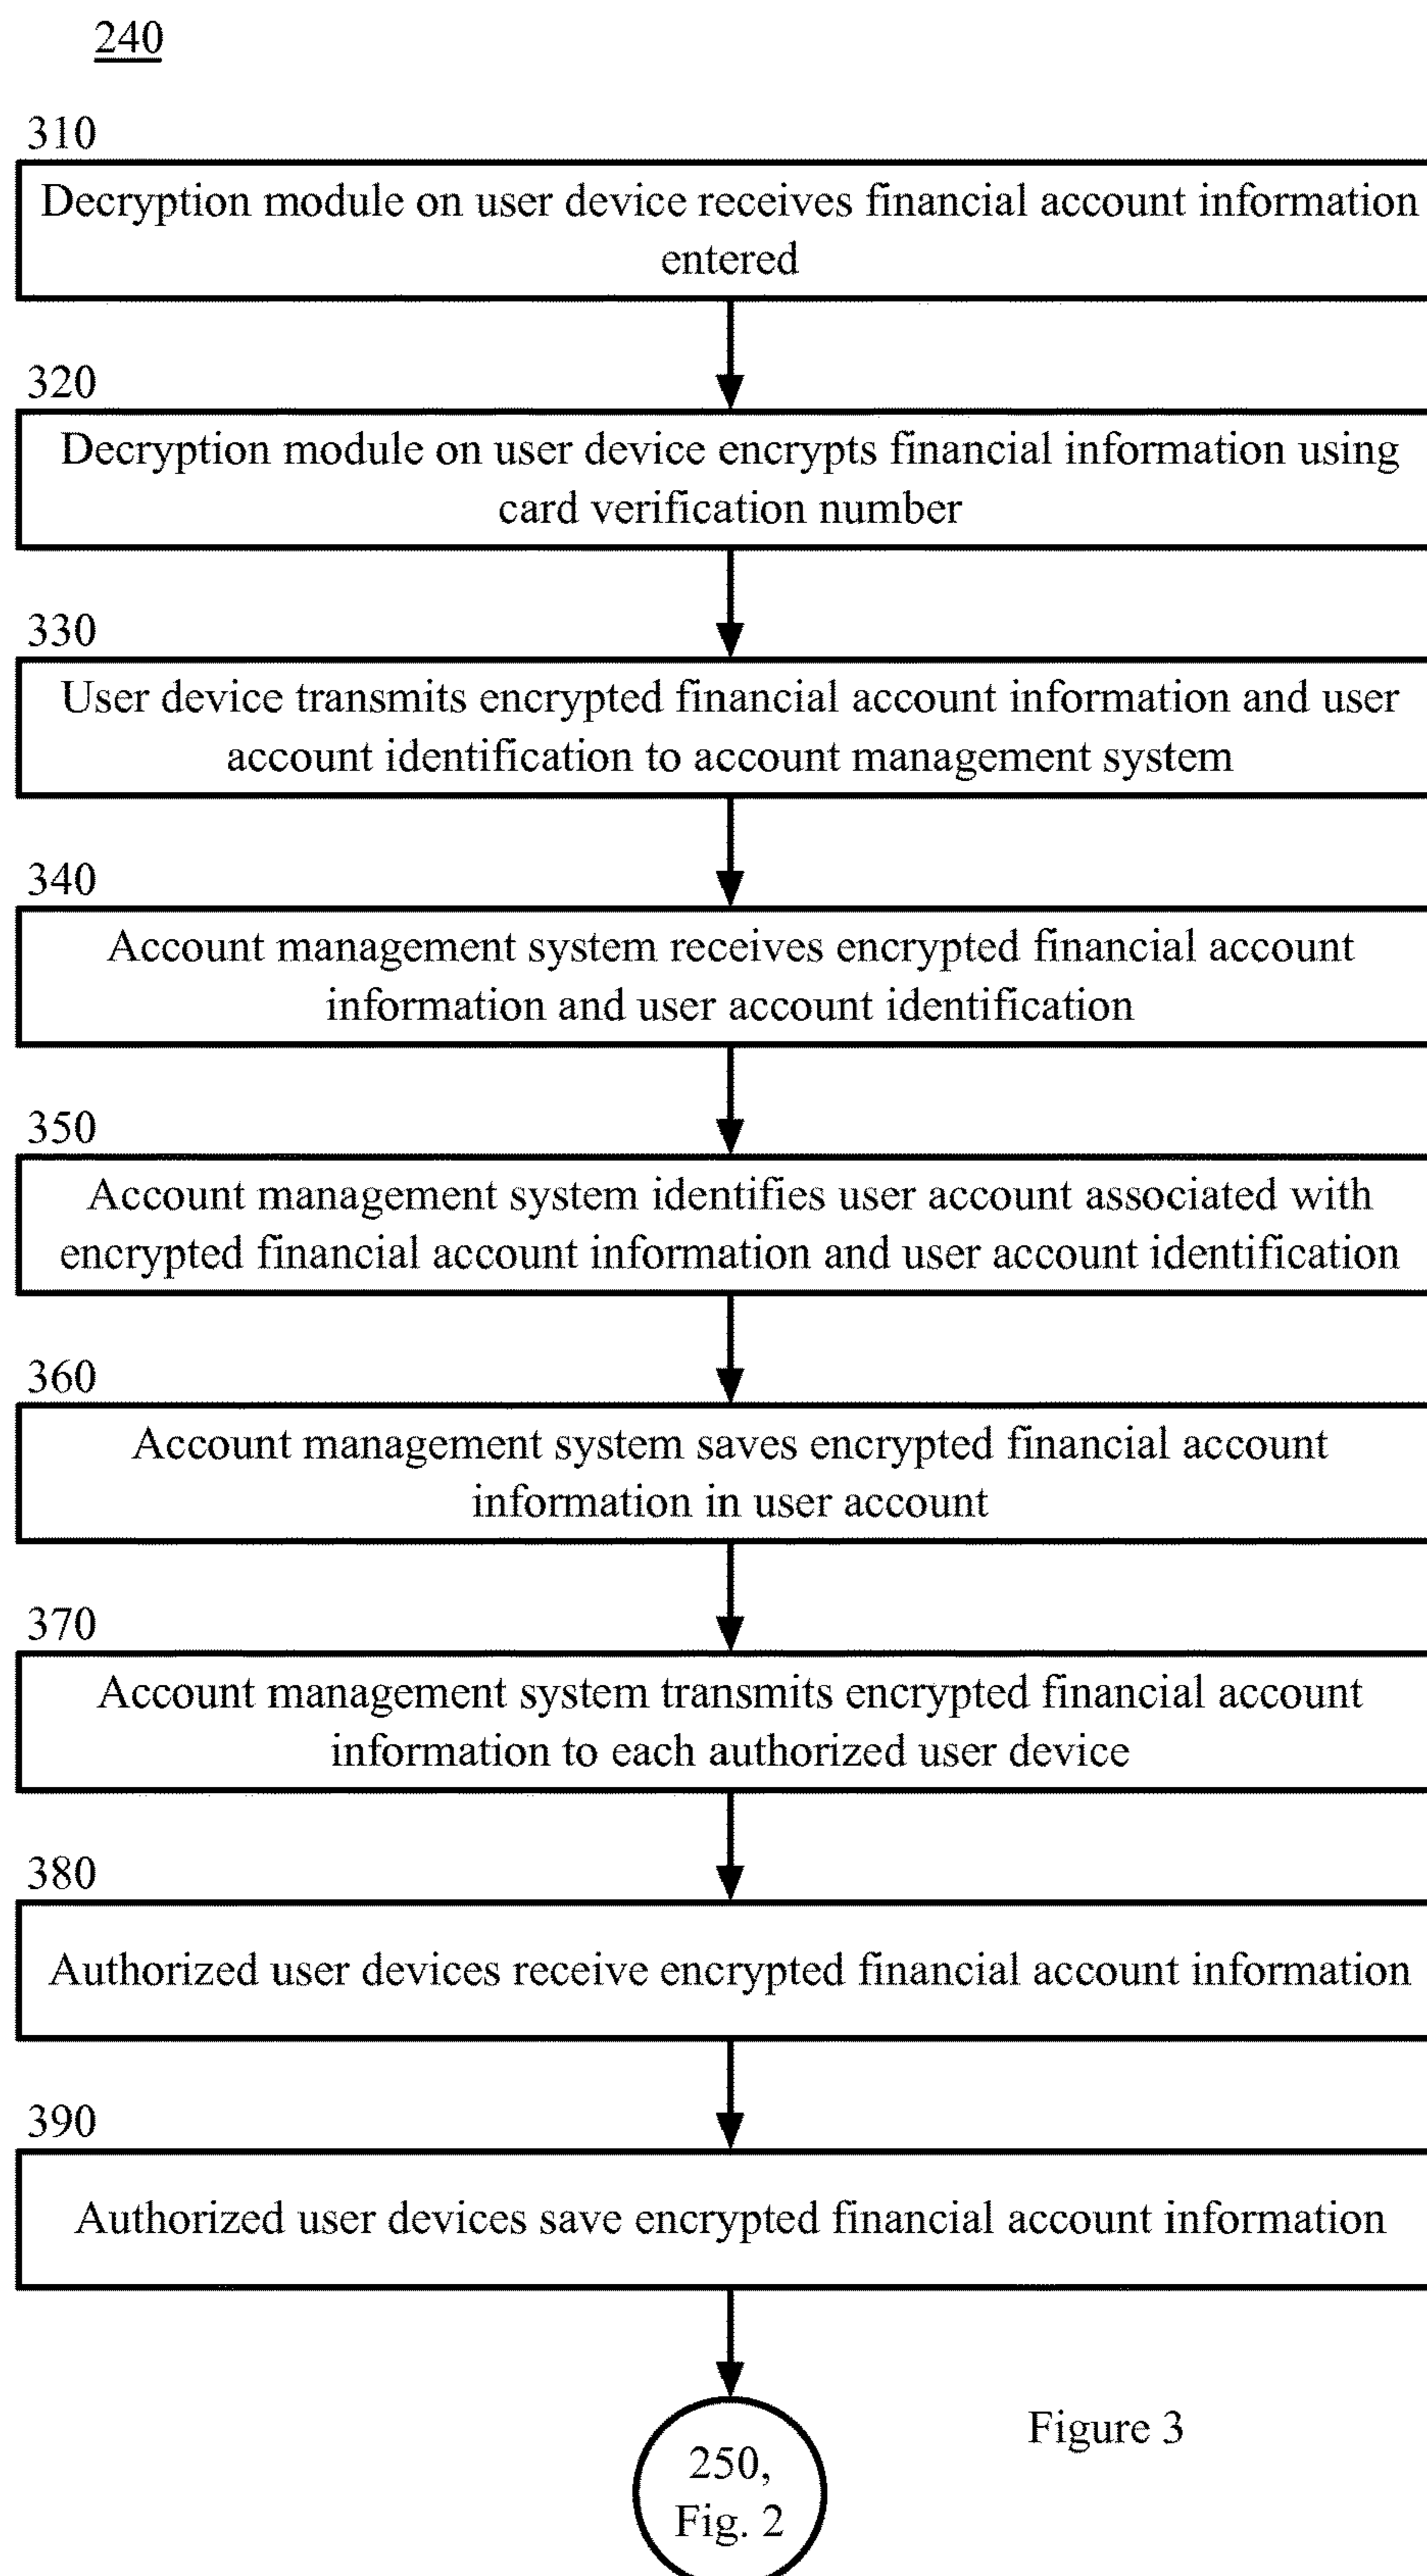 240
310
Decryption module on user device receives financial account information
entered
320
Decryption module on user device encrypts financial information using
card verification number
330
User device transmits encrypted financial account information and user
account identification to account management system
340
Account management system receives encrypted financial account
information and user account identification
350
Account management system identifies user account associated with
encrypted financial account information and user account identification
360
Account management system saves encrypted financial account
information in user account
370
Account management system transmits encrypted financial account
information to each authorized user device
380
Authorized user devices receive encrypted financial account information
390
Authorized user devices save encrypted financial account information
Figure 3
250,
Fig. 2